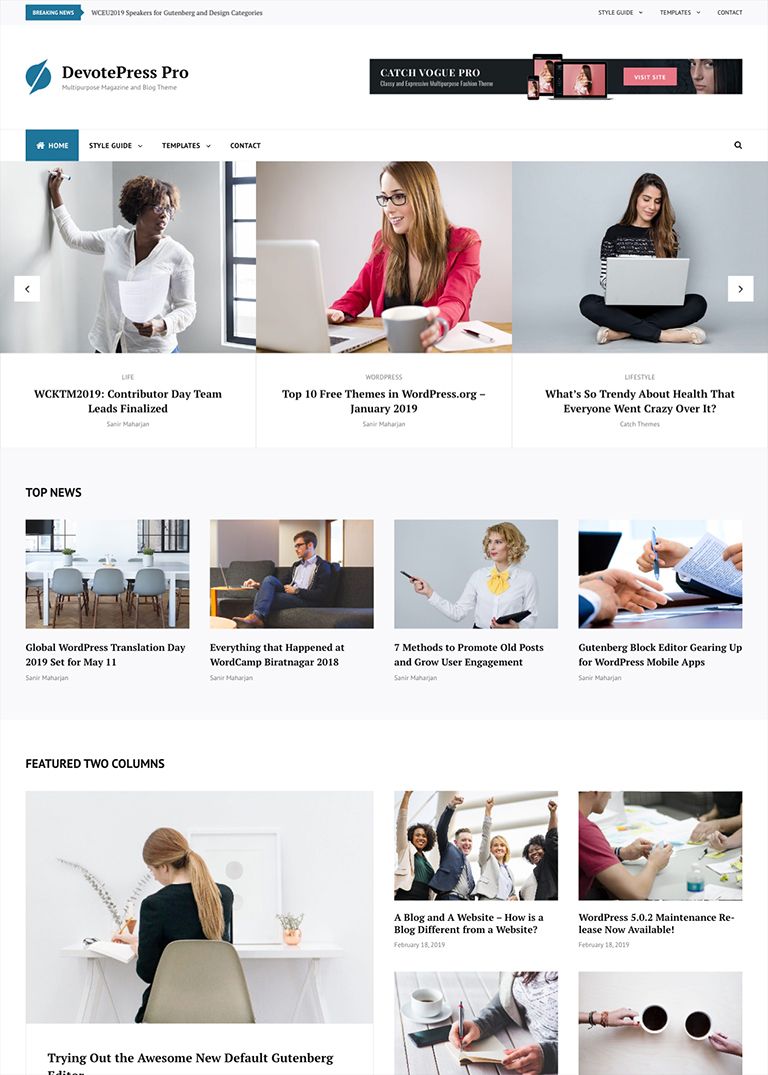 BREAKING NEWS
WCEU2019 Speakers for Gutenberg and Design Categories
STYLE GUIDE
TEMPLATES
CONTACT
DevotePress Pro
Multipurpose Magazine and Blog Theme
CATCH VOGUE PRO
Classy and Expressive Multipurpose Fashion Theme
VISIT SITE
HOME
STYLE GUIDE
TEMPLATES
CONTACT
LIFE
WCKTM2019: Contributor Day Team
Leads Finalized
Sanir Maharjan
WORDPRESS
Top 10 Free Themes in WordPress.org –
January 2019
Sanir Maharjan
LIFESTYLE
What’s So Trendy About Health That
Everyone Went Crazy Over It?
Catch Themes
TOP NEWS
Global WordPress Translation Day
2019 Set for May 11
Sanir Maharjan
Everything that Happened at
WordCamp Biratnagar 2018
Sanir Maharjan
7 Methods to Promote Old Posts
and Grow User Engagement
Sanir Maharjan
Gutenberg Block Editor Gearing Up
for WordPress Mobile Apps
Sanir Maharjan
FEATURED TWO COLUMNS
A Blog and A Website – How is a
Blog Different from a Website?
February 18, 2019
WordPress 5.0.2 Maintenance Re-
lease Now Available!
February 18, 2019
Trying Out the Awesome New Default Gutenberg
Editor